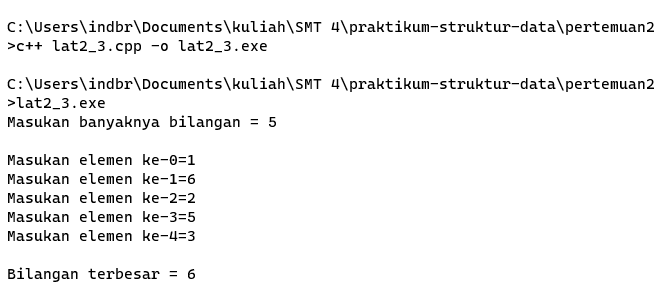 C:\Users\indbr\Documents\kuliah\SMT 4\praktikum-struktur-data\pertemuan2
>c++ lat2_3.cpp -o lat2_3.exe
C:\Users\indbr\Documents\kuliah\SMT 4\praktikum-struktur-data\pertemuan2
>lat2_3.exe
Masukan banyaknya bilangan = 5
Masukan elemen ke-0=1
Masukan elemen ke-1=6
Masukan elemen ke-2=2
Masukan elemen ke-3=5
Masukan elemen ke-4=3
Bilangan terbesar = 6